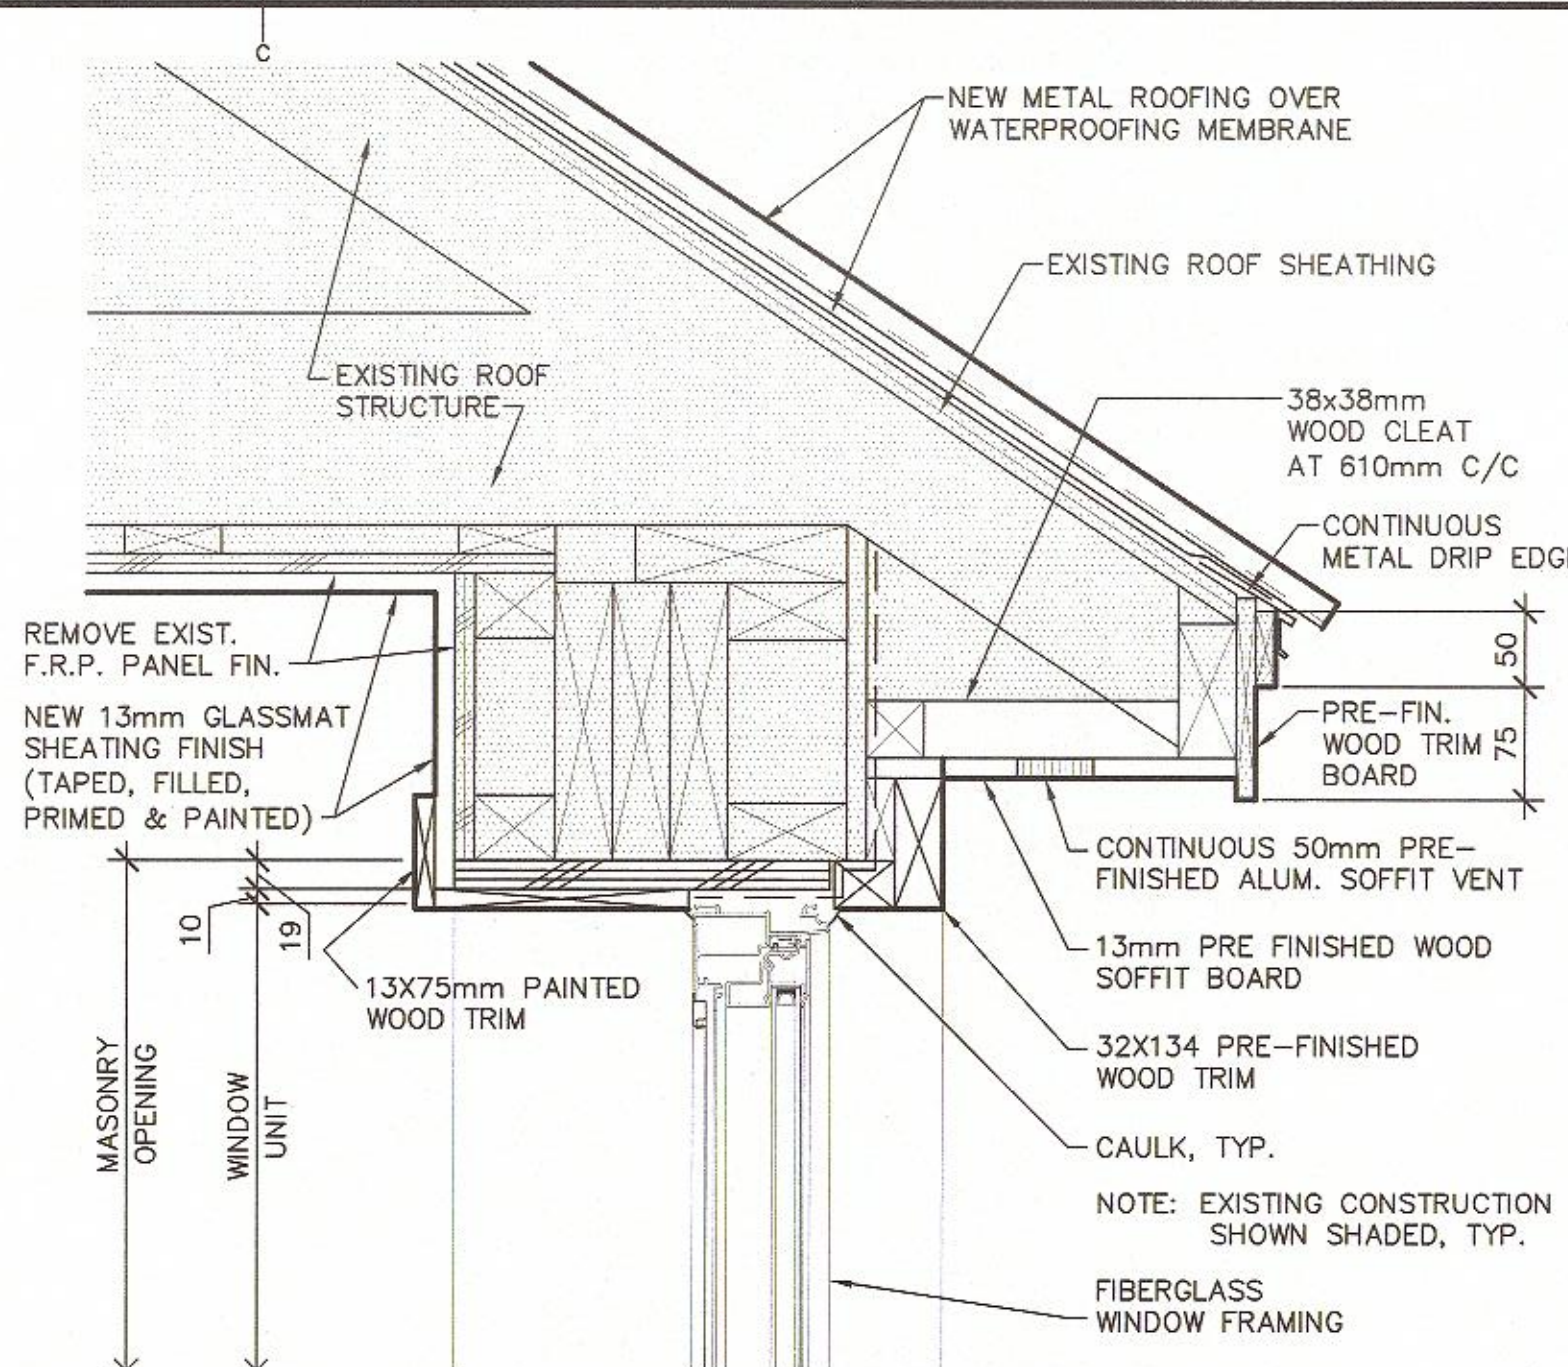 C
NEW METAL ROOFING OVER
WATERPROOFING MEMBRANE
EXISTING ROOF SHEATHING
EXISTING ROOF
STRUCTURE
38x38mm
WOOD CLEAT
AT 610mm C/C
CONTINUOUS
METAL DRIP EDGE
REMOVE EXIST.
F.R.P. PANEL FIN.
NEW 13mm GLASSMAT
SHEATING FINISH
(TAPED, FILLED,
PRIMED & PAINTED)
50
75
PRE-FIN.
WOOD TRIM
BOARD
CONTINUOUS 50mm PRE-
FINISHED ALUM. SOFFIT VENT
10
19
13X75mm PAINTED
WOOD TRIM
13mm PRE FINISHED WOOD
SOFFIT BOARD
MASONRY
OPENING
WINDOW
UNIT
32X134 PRE-FINISHED
WOOD TRIM
CAULK, TYP.
NOTE: EXISTING CONSTRUCTION
SHOWN SHADED, TYP.
FIBERGLASS
WINDOW FRAMING